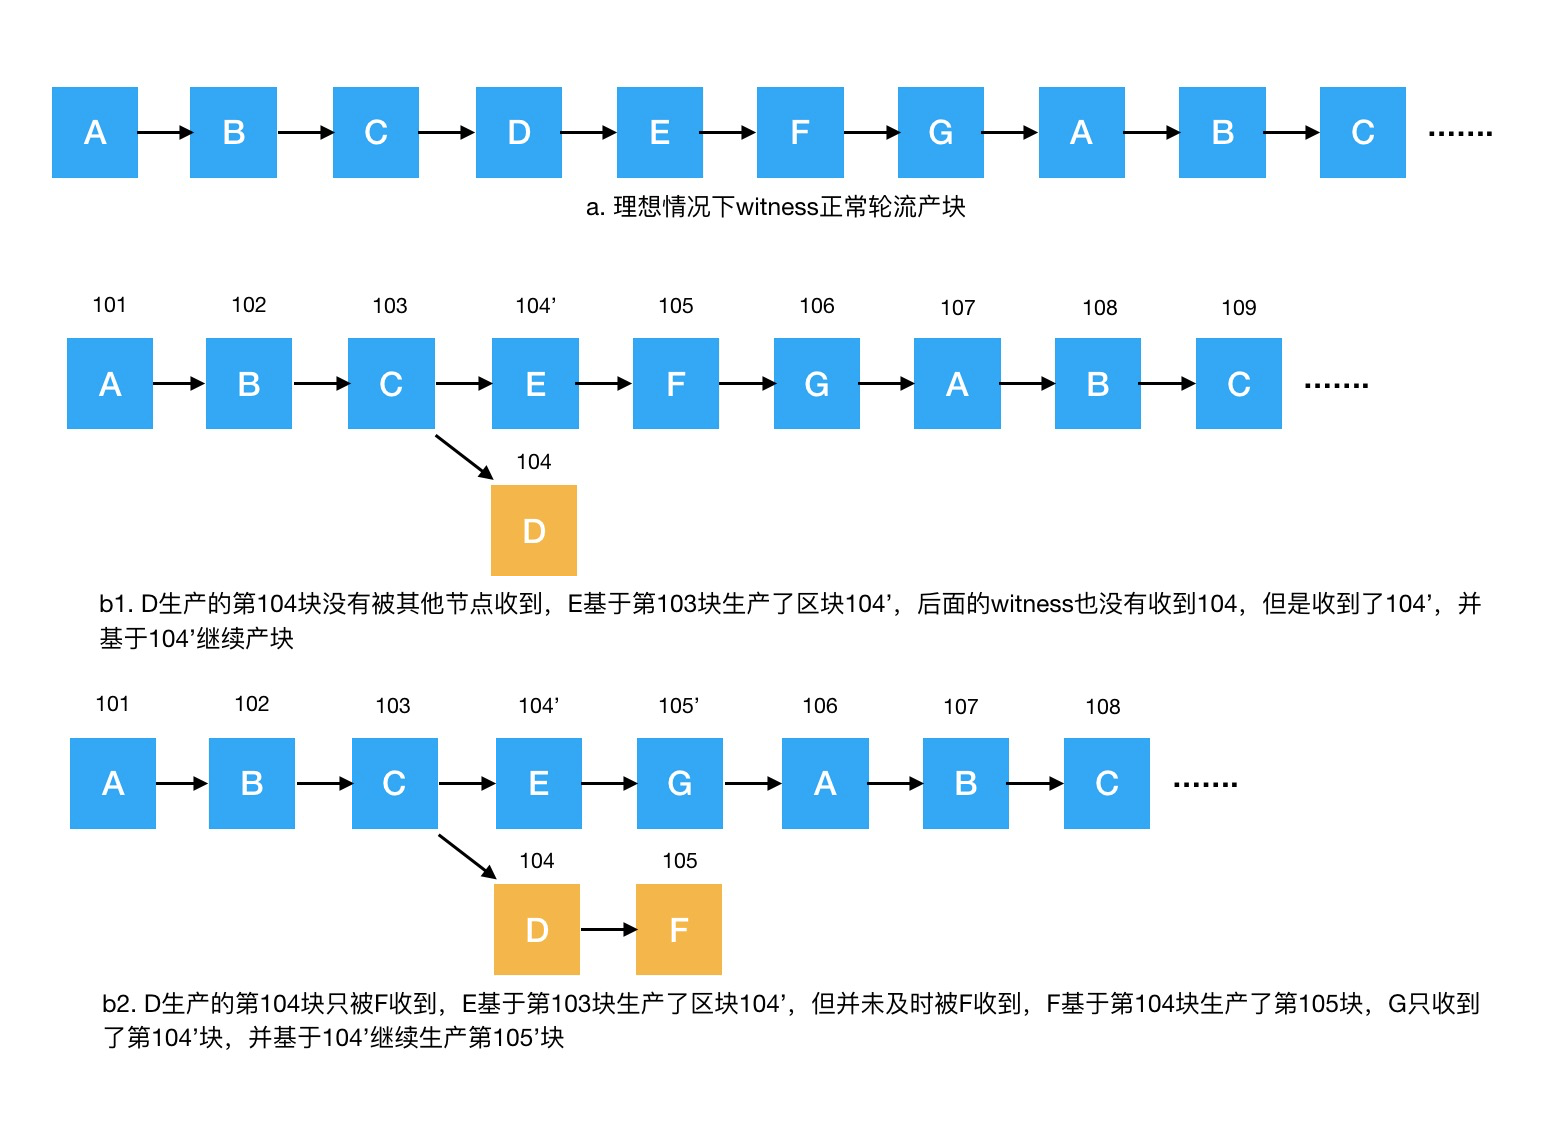 A B C D E F G A B C .......
a. 理想情况下witness正常轮流产块
101 102 103 104’ 105 106 107 108 109
A B C E F G A B C .......
104
D
b1. D生产的第104块没有被其他节点收到，E基于第103块生产了区块104’，后面的witness也没有收到104，但是收到了104’，并
基于104’继续产块
101 102 103 104’ 105’ 106 107 108
A B C E G A B C .......
104 105
D F
b2. D生产的第104块只被F收到，E基于第103块生产了区块104’，但并未及时被F收到，F基于第104块生产了第105块，G只收到
了第104’块，并基于104’继续生产第105’块